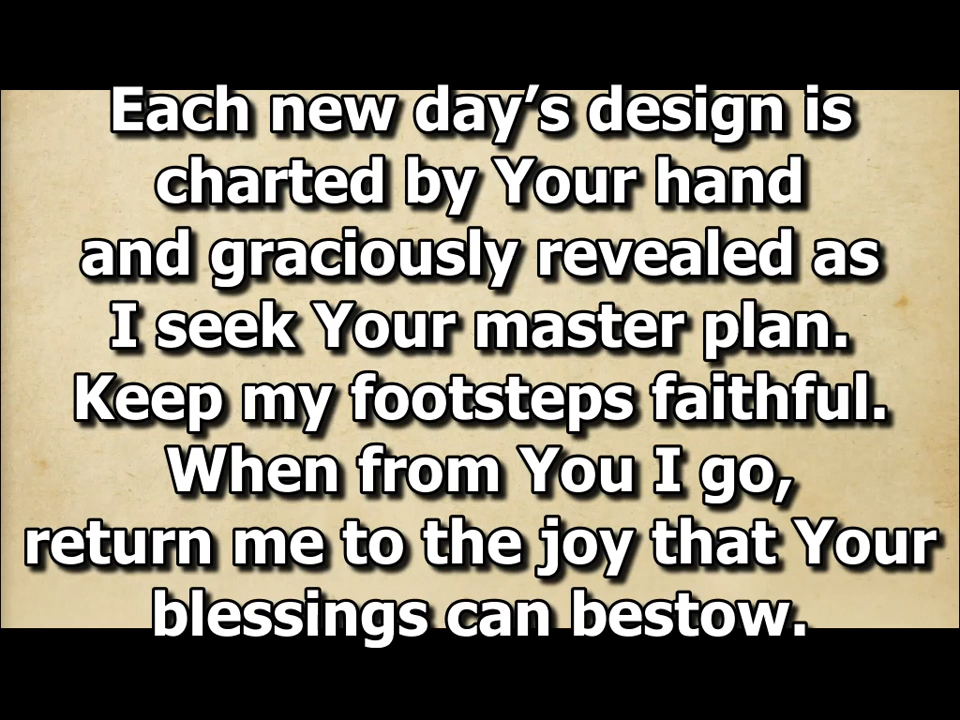 Each new day’s design is
charted by Your hand
and graciously revealed as
I seek Your master plan.
Keep my footsteps faithful.
When from You I go,
return me to the joy that Your
blessings can bestow.